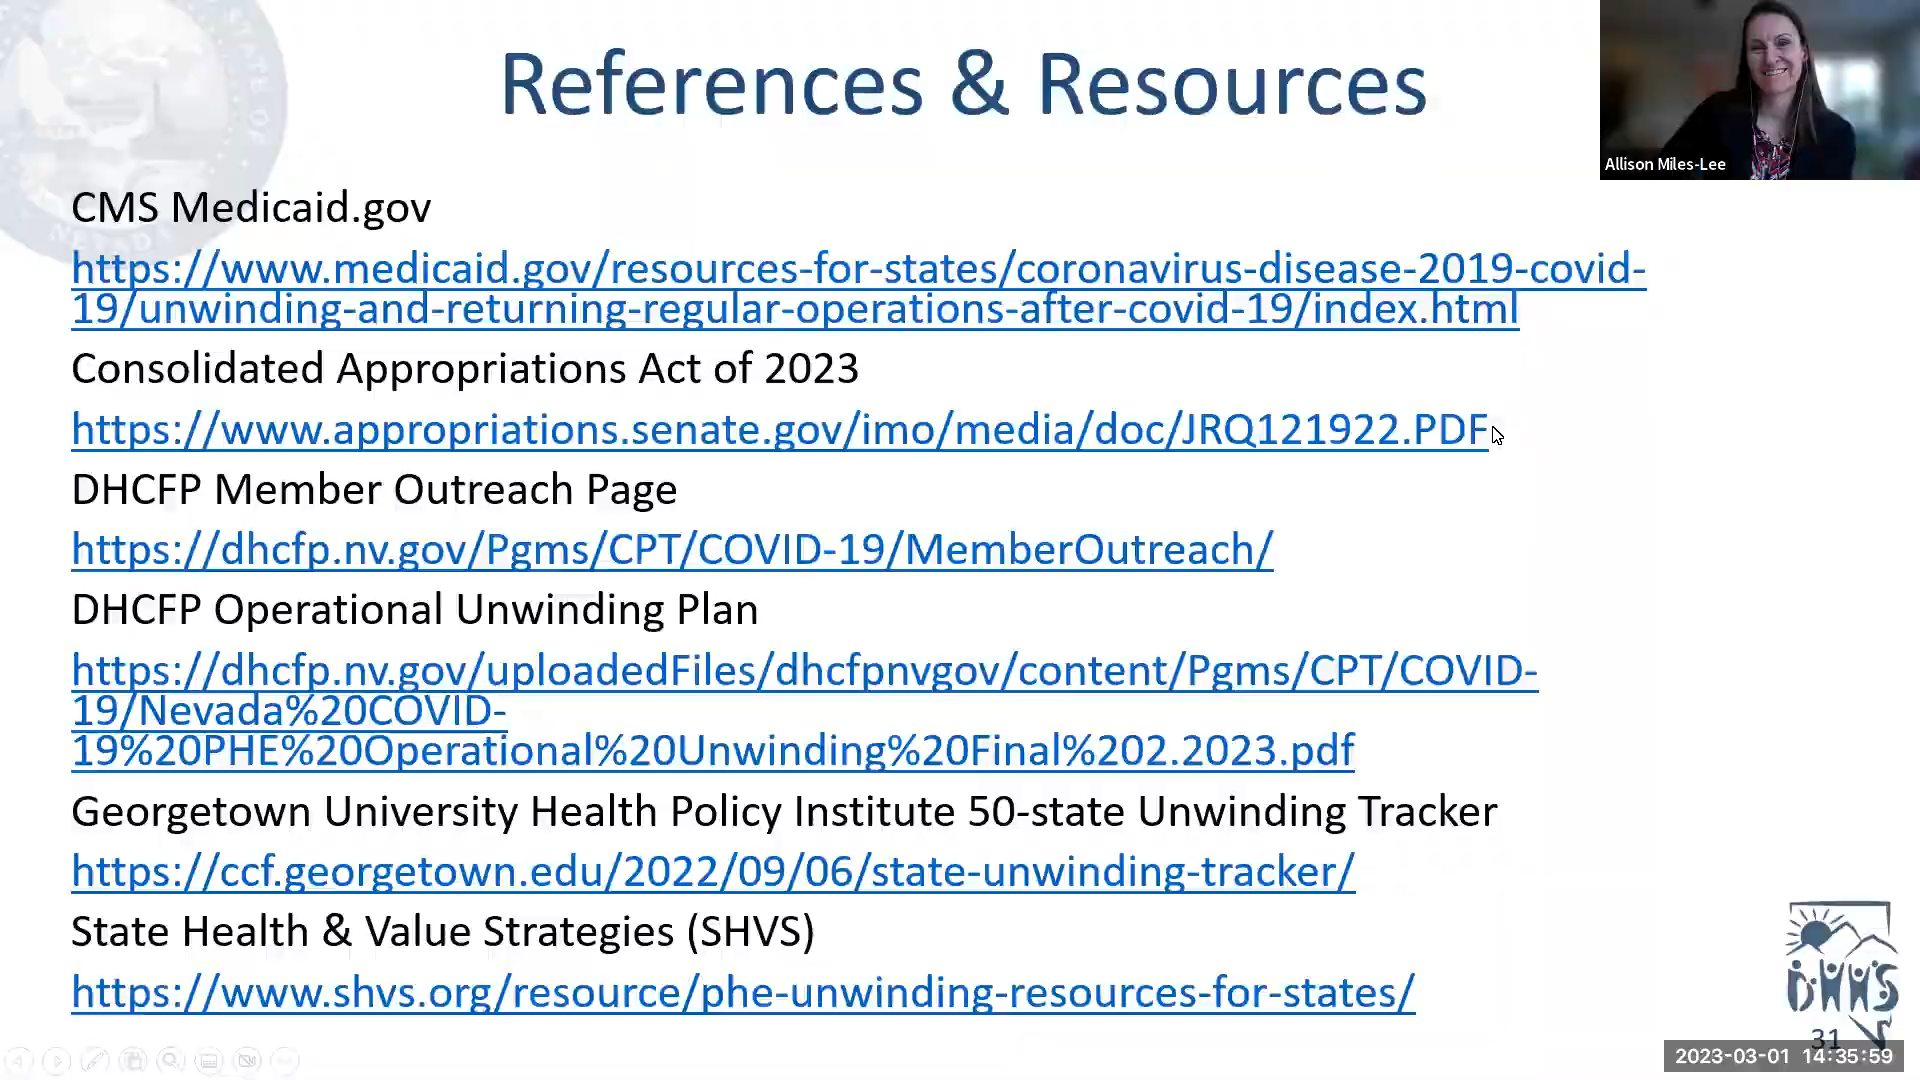 References & Resources
Allison Miles-Lee
STATE OF
NEVADA
CMS Medicaid.gov
https://www.medicaid.gov/resources-for-states/coronavirus-disease-2019-covid-
19/unwinding-and-returning-regular-operations-after-covid-19/index.html
Consolidated Appropriations Act of 2023
https://www.appropriations.senate.gov/imo/media/doc/JRQ121922.PDF
DHCFP Member Outreach Page
https://dhcfp.nv.gov/Pgms/CPT/COVID-19/MemberOutreach/
DHCFP Operational Unwinding Plan
https://dhcfp.nv.gov/uploadedFiles/dhcfpnvgov/content/Pgms/CPT/COVID-
19/Nevada%20COVID-
19%20PHE%20Operational%20Unwinding%20Final%202.2023.pdf
Georgetown University Health Policy Institute 50-state Unwinding Tracker
https://ccf.georgetown.edu/2022/09/06/state-unwinding-tracker/
State Health & Value Strategies (SHVS)
https://www.shvs.org/resource/phe-unwinding-resources-for-states/
DHHS
31
2023-03-01 14:35:59